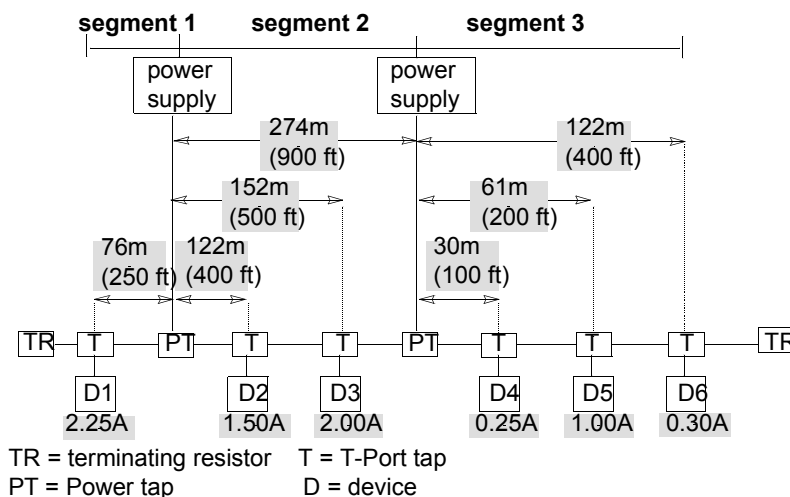 segment 1 segment 2 segment 3
power supply
power supply
274m (900 ft)
122m (400 ft)
152m (500 ft)
61m (200 ft)
76m (250 ft)
122m (400 ft)
30m (100 ft)
TR T PT T T PT T T T TR
D1 D2 D3 D4 D5 D6
2.25A 1.50A 2.00A 0.25A 1.00A 0.30A
TR = terminating resistor T = T-Port tap
PT = Power tap D = device